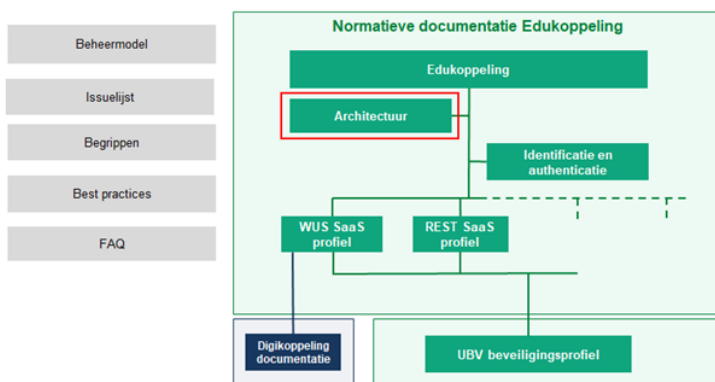 Beheermodel
Issuelijst
Begrippen
Best practices
FAQ
Normatieve documentatie Edukoppeling
Edukoppeling
Architectuur
Identificatie en
authenticatie
WUS SaaS
profiel
REST SaaS
profiel
Digikoppeling
documentatie
UBV beveiligingsprofiel